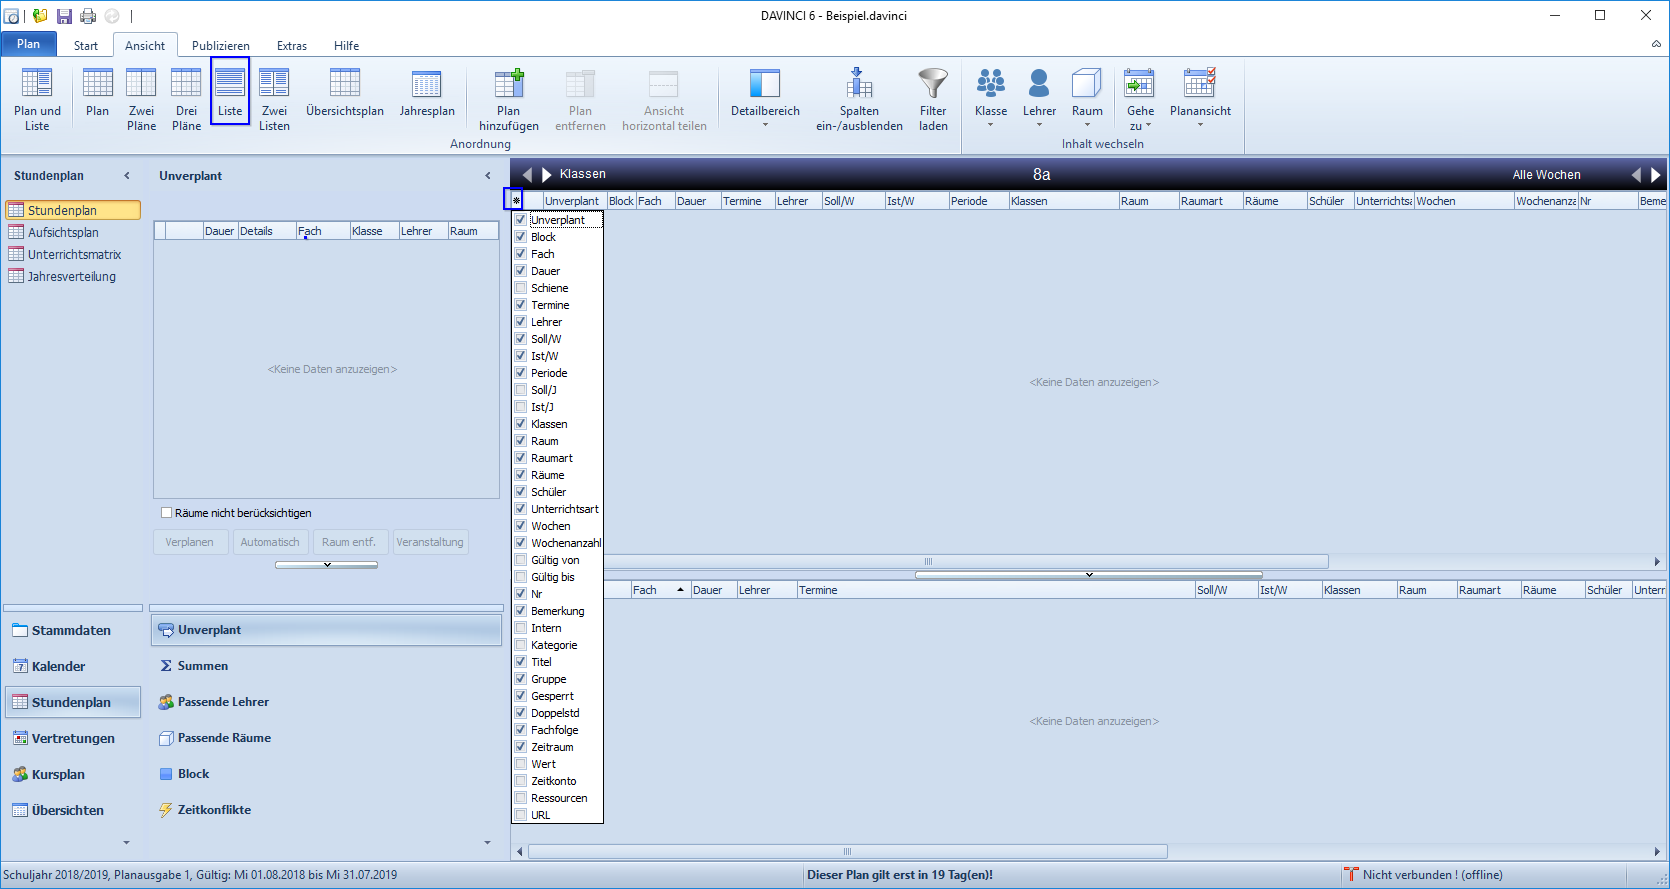 DAVINCI 6 - Beispiel.davinci
Plan
Start
Ansicht
Publizieren
Extras
Hilfe
Plan und Liste
Plan
Zwei Pläne
Drei Pläne
Liste
Zwei Listen
Übersichtsplan
Jahresplan
Plan hinzufügen
Plan entfernen
Ansicht horizontal teilen
Detailbereich
Spalten ein-/ausblenden
Filter laden
Klasse
Lehrer
Raum
Gehe zu
Planansicht
Anordnung
Inhalt wechseln
Stundenplan
Stundenplan
Aufsichtsplan
Unterrichtsmatrix
Jahresverteilung
Stammdaten
Kalender
Stundenplan
Vertretungen
Kursplan
Übersichten
Unverplant
Dauer Details Fach Klasse Lehrer Raum
<Keine Daten anzuzeigen>
Räume nicht berücksichtigen
Verplanen Automatisch Raum entf. Veranstaltung
Unverplant
Summen
Passende Lehrer
Passende Räume
Block
Zeitkonflikte
Klassen 8a Alle Wochen
Unverplant Block Fach Dauer Termine Lehrer Soll/W Ist/W Periode Klassen Raum Raumart Räume Schüler Unterrichtsa Wochen Wochenanza Nr Beme
Unverplant
Block
Fach
Dauer
Schiene
Termine
Lehrer
Soll/W
Ist/W
Periode
Soll/J
Ist/J
Klassen
Raum
Raumart
Räume
Schüler
Unterrichtsart
Wochen
Wochenanzahl
Gültig von
Gültig bis
Nr
Bemerkung
Intern
Kategorie
Titel
Gruppe
Gesperrt
Doppelstd
Fachfolge
Zeitraum
Wert
Zeitkonto
Ressourcen
URL
<Keine Daten anzuzeigen>
Fach Dauer Lehrer Termine Soll/W Ist/W Klassen Raum Raumart Räume Schüler Unterr
<Keine Daten anzuzeigen>
Schuljahr 2018/2019, Planausgabe 1, Gültig: Mi 01.08.2018 bis Mi 31.07.2019
Dieser Plan gilt erst in 19 Tag(en)!
Nicht verbunden ! (offline)